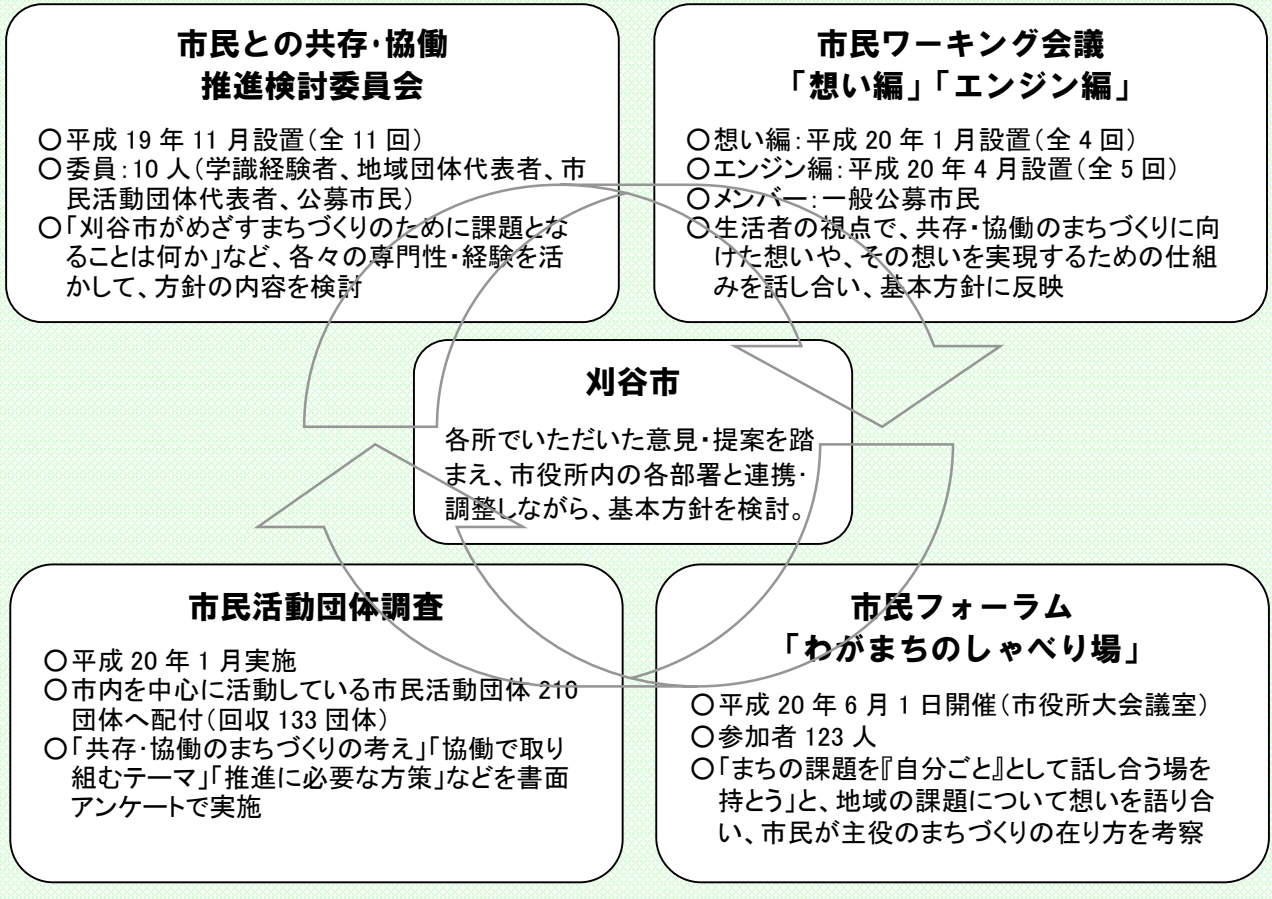 市民との共存・協働
推進検討委員会
○平成 19 年 11 月設置（全 11 回）
○委員：10 人（学識経験者、地域団体代表者、市
民活動団体代表者、公募市民）
○「刈谷市がめざすまちづくりのために課題とな
ることは何か」など、各々の専門性・経験を活
かして、方針の内容を検討
市民ワーキング会議
「想い編」「エンジン編」
○想い編：平成 20 年 1 月設置（全 4 回）
○エンジン編：平成 20 年 4 月設置（全 5 回）
○メンバー：一般公募市民
○生活者の視点で、共存・協働のまちづくりに向
けた想いや、その想いを実現するための仕組
みを話し合い、基本方針に反映
刈谷市
各所でいただいた意見・提案を踏
まえ、市役所内の各部署と連携・
調整しながら、基本方針を検討。
市民活動団体調査
○平成 20 年 1 月実施
○市内を中心に活動している市民活動団体 210
団体へ配付（回収 133 団体）
○「共存・協働のまちづくりの考え」「協働で取り
組むテーマ」「推進に必要な方策」などを書面
アンケートで実施
市民フォーラム
「わがまちのしゃべり場」
○平成 20 年 6 月 1 日開催（市役所大会議室）
○参加者 123 人
○「まちの課題を『自分ごと』として話し合う場を
持とう」と、地域の課題について想いを語り合
い、市民が主役のまちづくりの在り方を考察